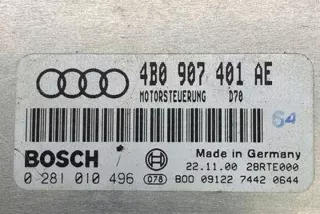 4B0 907 401 AE
MOTORSTEUERUNG D70
64
BOSCH Made in Germany
22.11.00 28RTE000
0 281 010 496 078 B00 09122 7442 0644